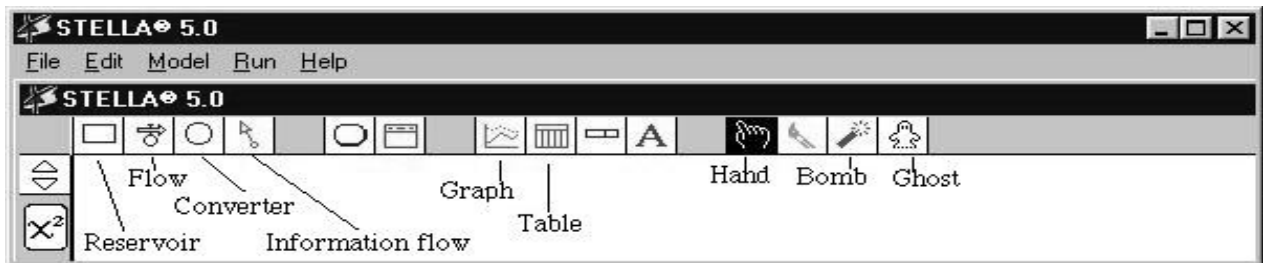 STELLA® 5.0
File Edit Model Run Help
STELLA® 5.0
A
Flow Graph Hand Bomb Ghost
Converter Table
x²
Reservoir Information flow